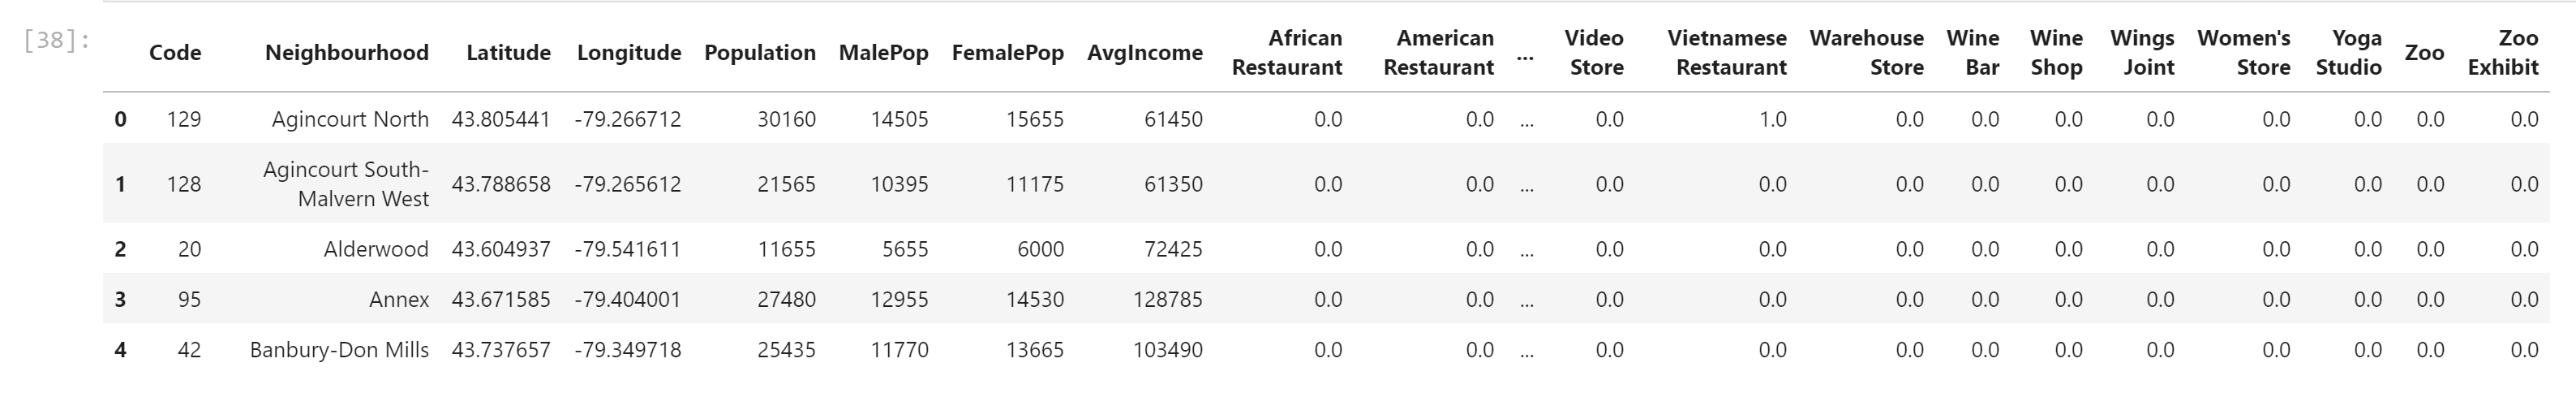 [38]:
Code Neighbourhood Latitude Longitude Population MalePop FemalePop AvgIncome African Restaurant American Restaurant ... Video Store Vietnamese Restaurant Warehouse Store Wine Bar Wine Shop Wings Joint Women's Store Yoga Studio Zoo Zoo Exhibit
0 129 Agincourt North 43.805441 -79.266712 30160 14505 15655 61450 0.0 0.0 ... 0.0 1.0 0.0 0.0 0.0 0.0 0.0 0.0 0.0 0.0
1 128 Agincourt South-Malvern West 43.788658 -79.265612 21565 10395 11175 61350 0.0 0.0 ... 0.0 0.0 0.0 0.0 0.0 0.0 0.0 0.0 0.0 0.0
2 20 Alderwood 43.604937 -79.541611 11655 5655 6000 72425 0.0 0.0 ... 0.0 0.0 0.0 0.0 0.0 0.0 0.0 0.0 0.0 0.0
3 95 Annex 43.671585 -79.404001 27480 12955 14530 128785 0.0 0.0 ... 0.0 0.0 0.0 0.0 0.0 0.0 0.0 0.0 0.0 0.0
4 42 Banbury-Don Mills 43.737657 -79.349718 25435 11770 13665 103490 0.0 0.0 ... 0.0 0.0 0.0 0.0 0.0 0.0 0.0 0.0 0.0 0.0